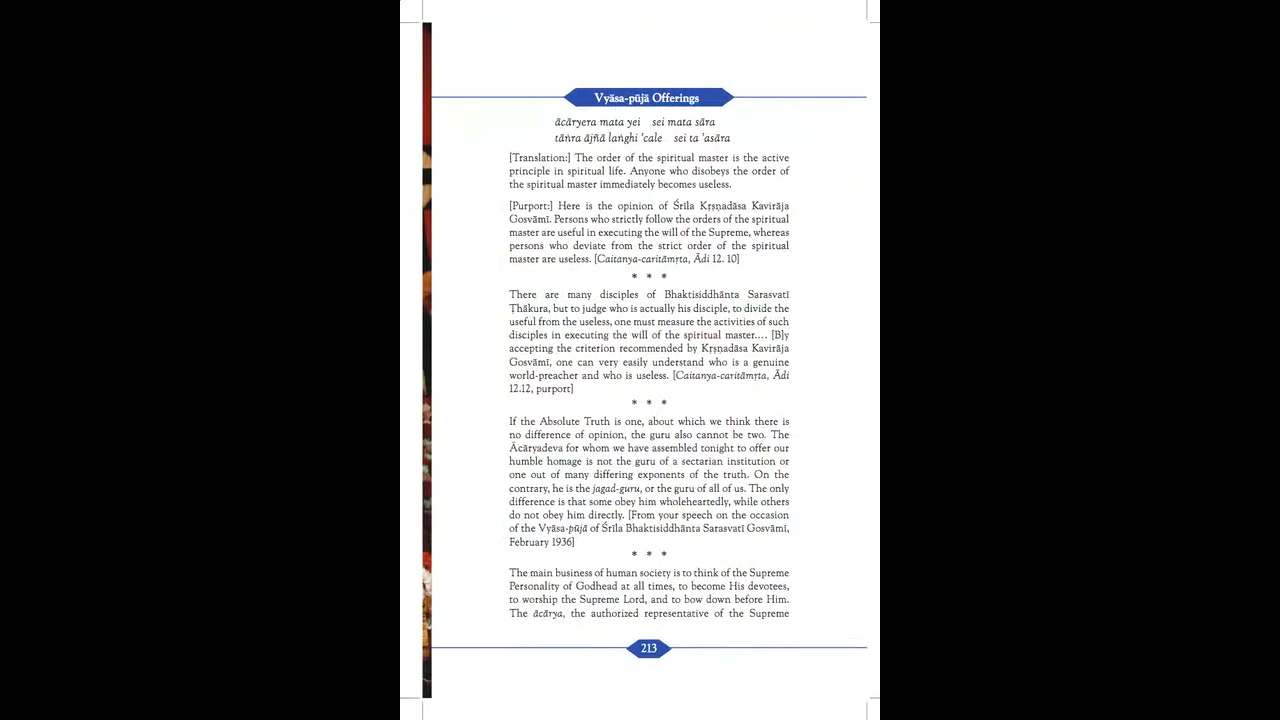 Vyāsa-pūjā Offerings
ācāryera mata yei sei mata sāra
tāṅra ājñā laṅghi 'cale sei ta 'asāra
[Translation:] The order of the spiritual master is the active
principle in spiritual life. Anyone who disobeys the order of
the spiritual master immediately becomes useless.
[Purport:] Here is the opinion of Śrīla Kṛṣṇadāsa Kavirāja
Gosvāmī. Persons who strictly follow the orders of the spiritual
master are useful in executing the will of the Supreme, whereas
persons who deviate from the strict order of the spiritual
master are useless. [Caitanya-caritāmṛta, Ādi 12. 10]
* * *
There are many disciples of Bhaktisiddhānta Sarasvatī
Ṭhākura, but to judge who is actually his disciple, to divide the
useful from the useless, one must measure the activities of such
disciples in executing the will of the spiritual master.… [B]y
accepting the criterion recommended by Kṛṣṇadāsa Kavirāja
Gosvāmī, one can very easily understand who is a genuine
world-preacher and who is useless. [Caitanya-caritāmṛta, Ādi
12.12, purport]
* * *
If the Absolute Truth is one, about which we think there is
no difference of opinion, the guru also cannot be two. The
Ācāryadeva for whom we have assembled tonight to offer our
humble homage is not the guru of a sectarian institution or
one out of many differing exponents of the truth. On the
contrary, he is the jagad-guru, or the guru of all of us. The only
difference is that some obey him wholeheartedly, while others
do not obey him directly. [From your speech on the occasion
of the Vyāsa-pūjā of Śrīla Bhaktisiddhānta Sarasvatī Gosvāmī,
February 1936]
* * *
The main business of human society is to think of the Supreme
Personality of Godhead at all times, to become His devotees,
to worship the Supreme Lord, and to bow down before Him.
The ācārya, the authorized representative of the Supreme
213